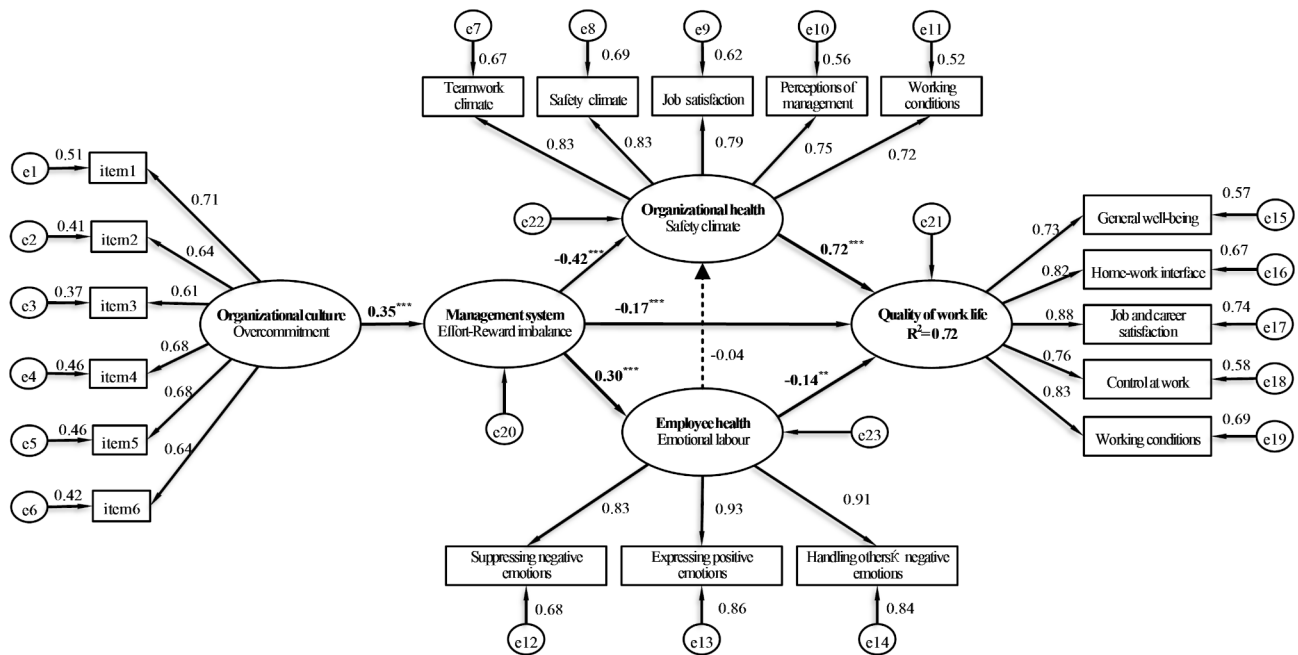 e7
e8
e9
e10
e11
0.67
0.69
0.62
0.56
0.52
Teamwork
climate
Safety climate
Job satisfaction
Perceptions of
management
Working
conditions
0.83
0.83
0.79
0.75
0.72
e1
0.51
item1
0.71
e2
0.41
item2
0.64
e3
0.37
item3
0.61
e4
0.46
item4
0.68
e5
0.46
item5
0.68
e6
0.42
item6
0.64
Organizational culture
Overcommitment
0.35***
Management system
Effort-Reward imbalance
e20
e22
Organizational health
Safety climate
-0.42***
0.72***
-0.17***
-0.04
0.30***
-0.14**
Employee health
Emotional labour
e23
e21
Quality of work life
R²= 0.72
0.73
General well-being
0.57
e15
0.82
Home-work interface
0.67
e16
0.88
Job and career
satisfaction
0.74
e17
0.76
Control at work
0.58
e18
0.83
Working conditions
0.69
e19
0.83
0.93
0.91
Suppressing negative
emotions
Expressing positive
emotions
Handling othersЌ negative
emotions
0.68
0.86
0.84
e12
e13
e14